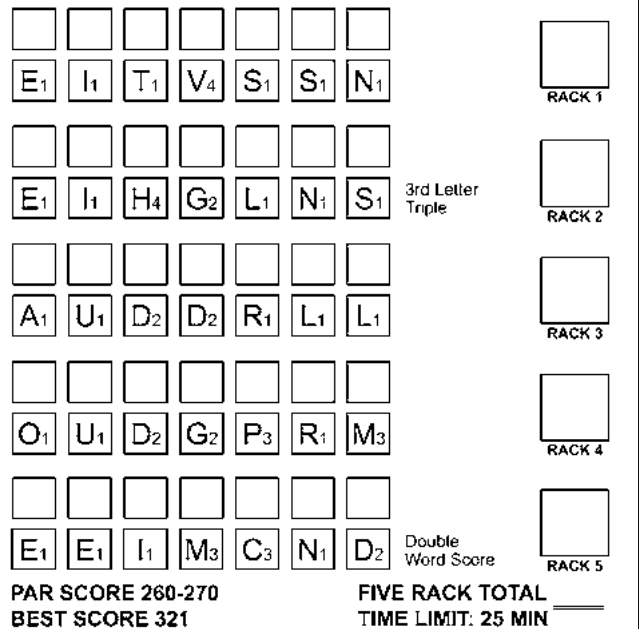 E1 I1 T1 V4 S1 S1 N1
RACK 1
E1 I1 H4 G2 L1 N1 S1
3rd Letter
Triple
RACK 2
A1 U1 D2 D2 R1 L1 L1
RACK 3
O1 U1 D2 G2 P3 R1 M3
RACK 4
E1 E1 I1 M3 C3 N1 D2
Double
Word Score
RACK 5
PAR SCORE 260-270
BEST SCORE 321
FIVE RACK TOTAL
TIME LIMIT: 25 MIN